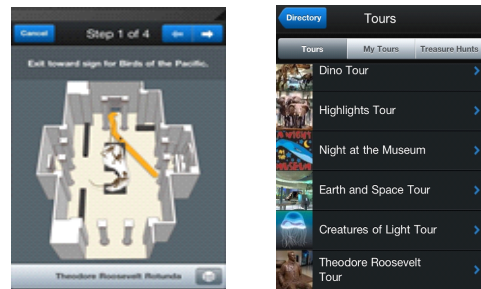 Cancel
Step 1 of 4
Exit toward sign for Birds of the Pacific.
Theodore Roosevelt Rotunda
Directory
Tours
Tours
My Tours
Treasure Hunts
Dino Tour
Highlights Tour
Night at the Museum
Earth and Space Tour
Creatures of Light Tour
Theodore Roosevelt
Tour